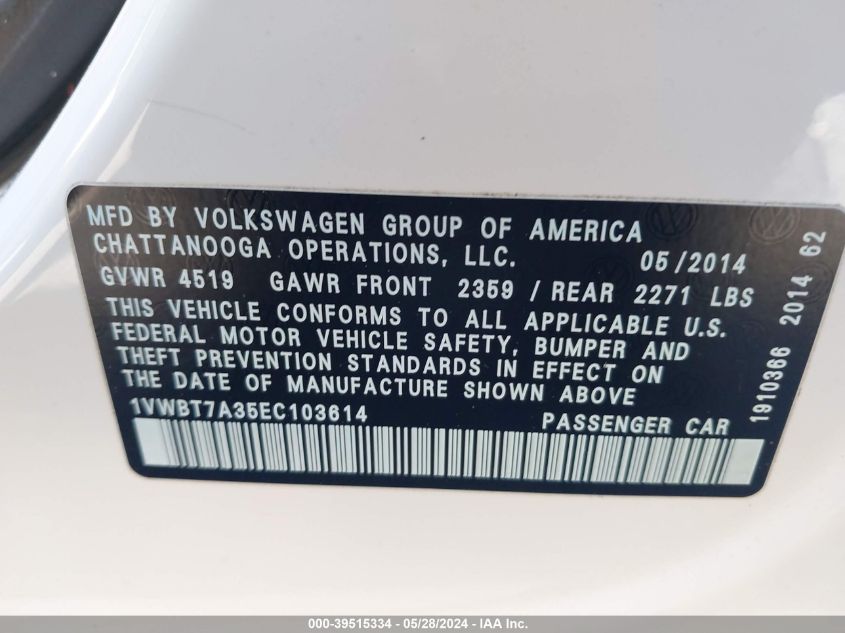 MFD BY VOLKSWAGEN GROUP OF AMERICA
CHATTANOOGA OPERATIONS, LLC. 05/2014
GVWR 4519 GAWR FRONT 2359 / REAR 2271 LBS
THIS VEHICLE CONFORMS TO ALL APPLICABLE U.S.
FEDERAL MOTOR VEHICLE SAFETY, BUMPER AND
THEFT PREVENTION STANDARDS IN EFFECT ON
THE DATE OF MANUFACTURE SHOWN ABOVE
1VWBT7A35EC103614 PASSENGER CAR
1910366 2014 62
000-39515334 - 05/28/2024 - IAA Inc.